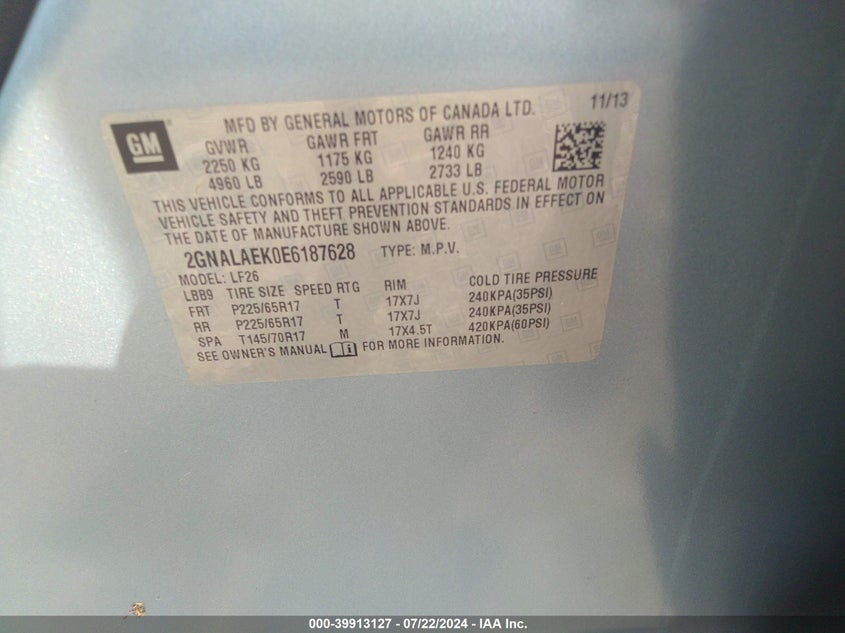 GM
MFD BY GENERAL MOTORS OF CANADA LTD. 11/13
GVWR GAWR FRT GAWR RR
2250 KG 1175 KG 1240 KG
4960 LB 2590 LB 2733 LB
THIS VEHICLE CONFORMS TO ALL APPLICABLE U.S. FEDERAL MOTOR
VEHICLE SAFETY AND THEFT PREVENTION STANDARDS IN EFFECT ON
THE DATE OF MANUFACTURE SHOWN ABOVE.
2GNALAEK0E6187628 TYPE: M.P.V.
MODEL: LF26
LBB9 TIRE SIZE SPEED RTG RIM COLD TIRE PRESSURE
FRT P225/65R17 T 17X7J 240KPA(35PSI)
RR P225/65R17 T 17X7J 240KPA(35PSI)
SPA T145/70R17 M 17X4.5T 420KPA(60PSI)
SEE OWNER'S MANUAL FOR MORE INFORMATION.
000-39913127 - 07/22/2024 - IAA Inc.